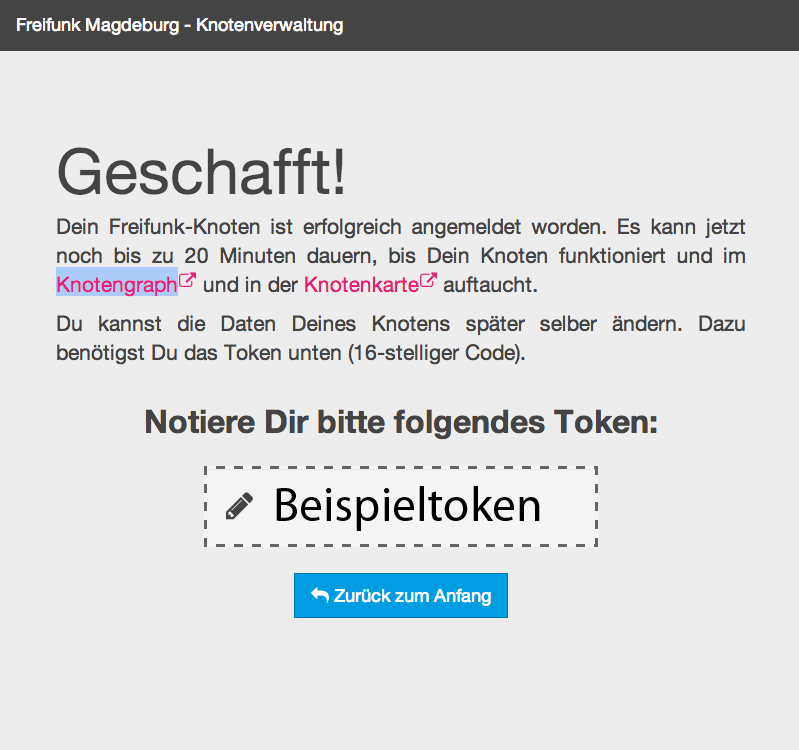 Freifunk Magdeburg - Knotenverwaltung
Geschafft!
Dein Freifunk-Knoten ist erfolgreich angemeldet worden. Es kann jetzt
noch bis zu 20 Minuten dauern, bis Dein Knoten funktioniert und im
Knotengraph und in der Knotenkarte auftaucht.
Du kannst die Daten Deines Knotens später selber ändern. Dazu
benötigst Du das Token unten (16-stelliger Code).
Notiere Dir bitte folgendes Token:
Beispieltoken
Zurück zum Anfang